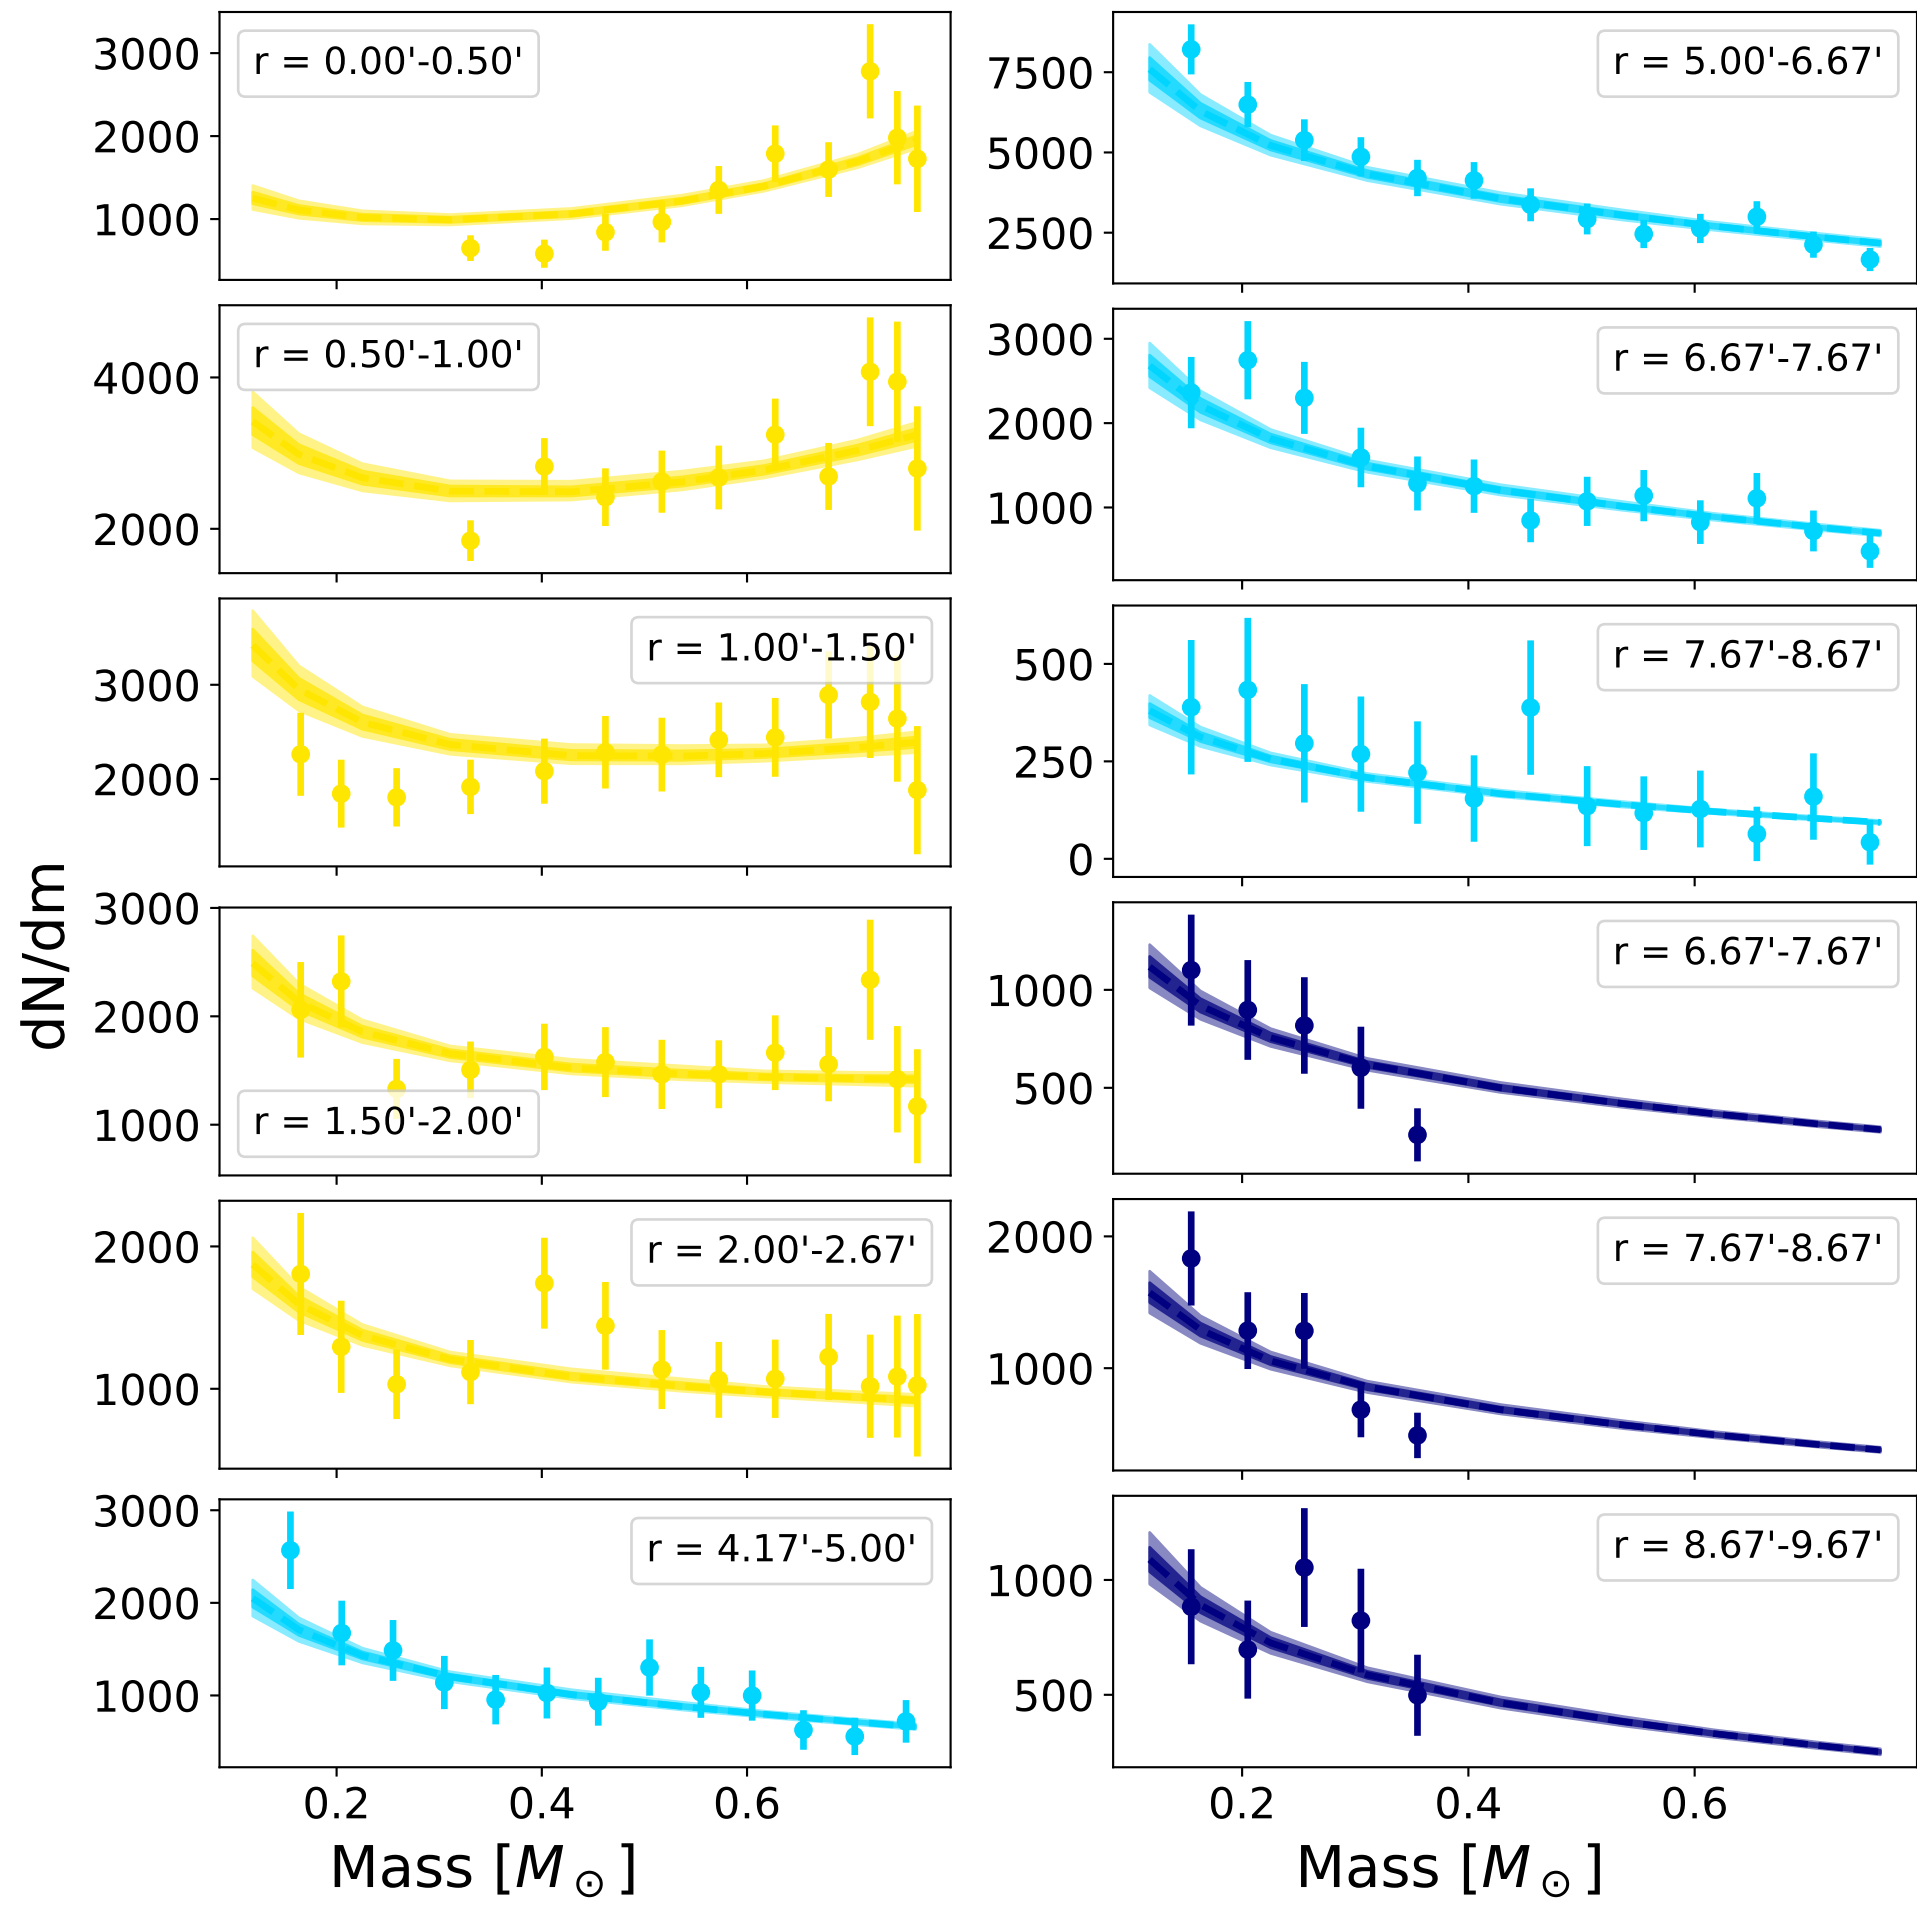 dN/dm
3000
2000
1000
r = 0.00'-0.50'
4000
2000
r = 0.50'-1.00'
3000
2000
r = 1.00'-1.50'
3000
2000
1000
r = 1.50'-2.00'
2000
1000
r = 2.00'-2.67'
3000
2000
1000
r = 4.17'-5.00'
0.2 0.4 0.6
Mass [M⊙]
7500
5000
2500
r = 5.00'-6.67'
3000
2000
1000
r = 6.67'-7.67'
500
250
0
r = 7.67'-8.67'
1000
500
r = 6.67'-7.67'
2000
1000
r = 7.67'-8.67'
1000
500
r = 8.67'-9.67'
0.2 0.4 0.6
Mass [M⊙]